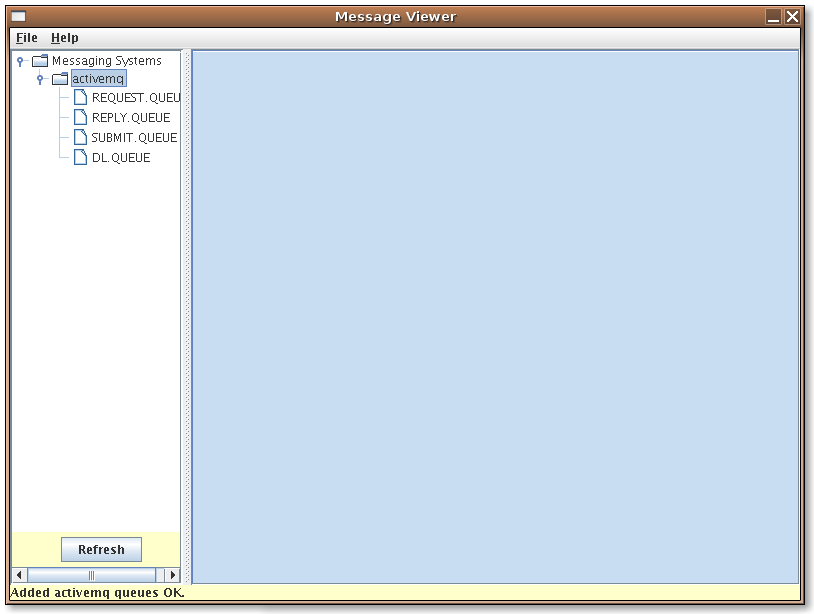 Message Viewer
File Help
Messaging Systems
activemq
REQUEST.QUEU
REPLY.QUEUE
SUBMIT.QUEUE
DL.QUEUE
Refresh
Added activemq queues OK.